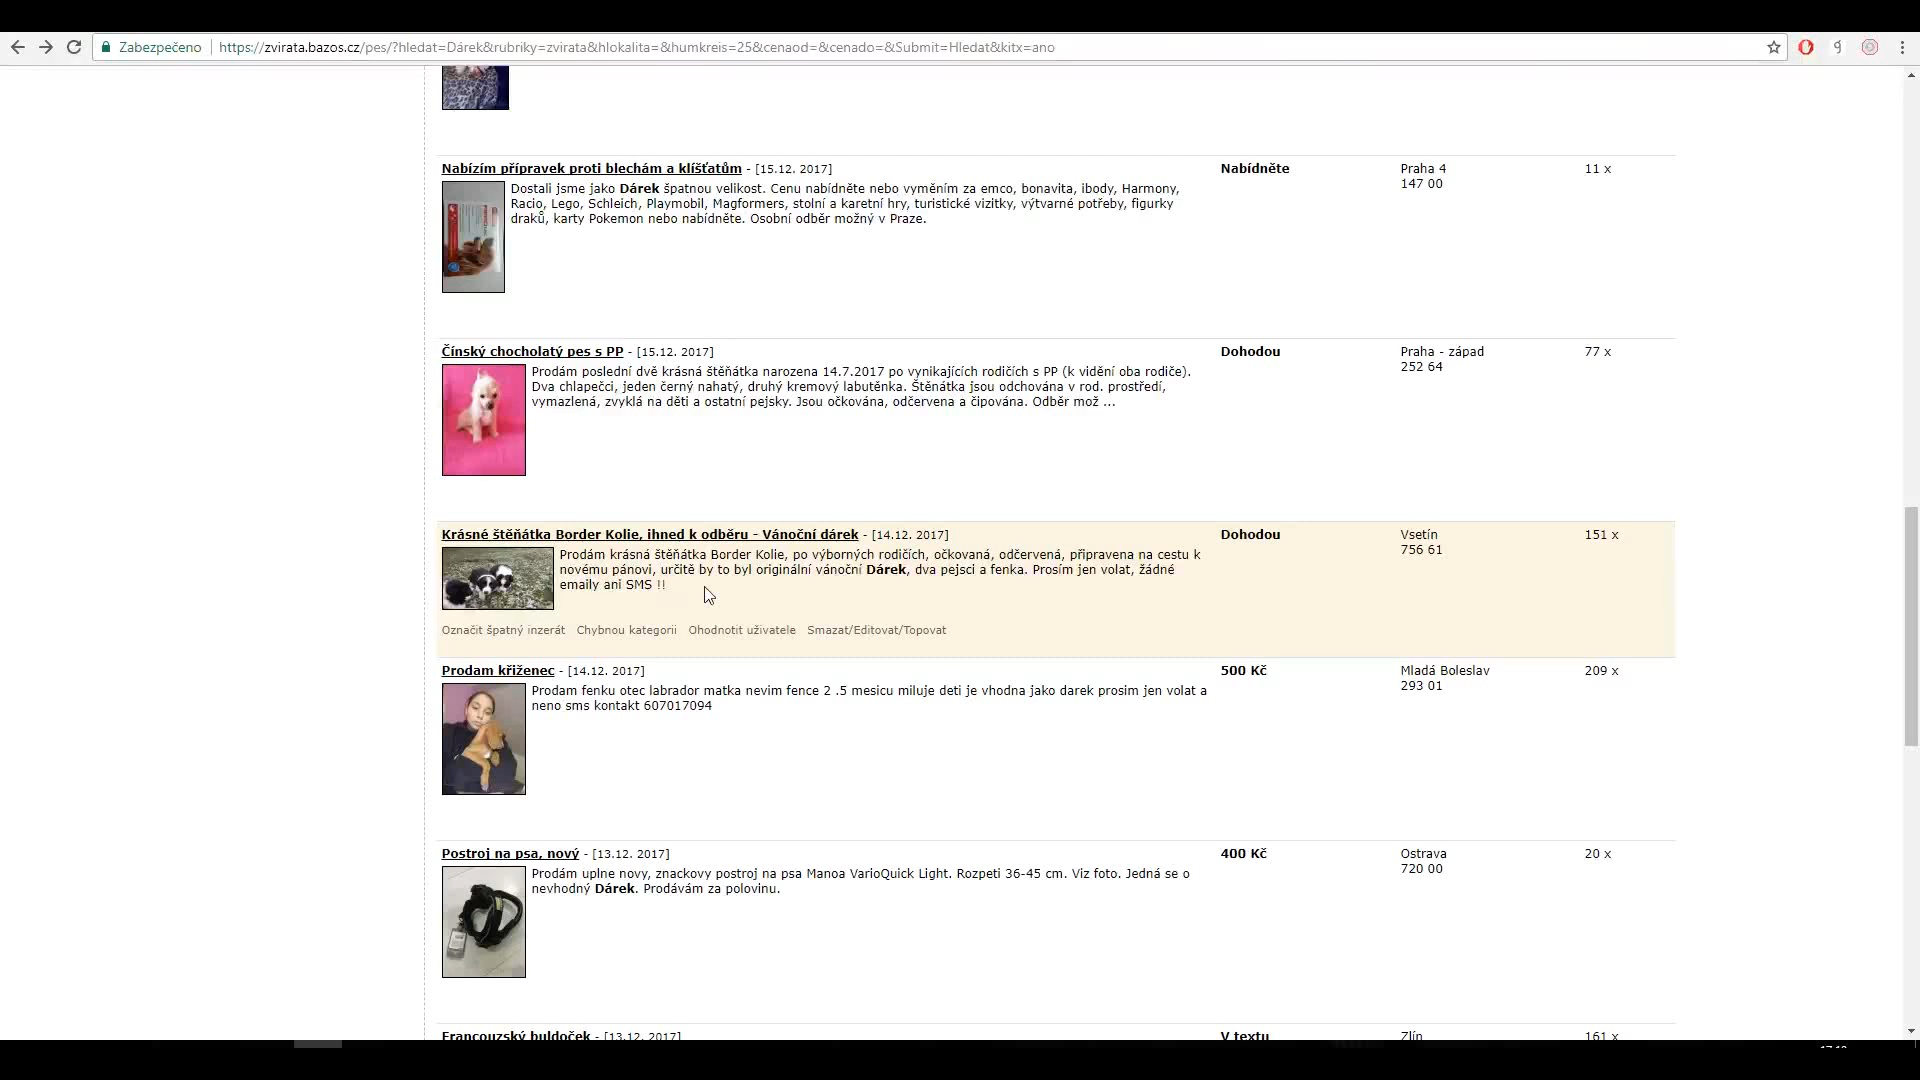 Zabezpečeno https://zvirata.bazos.cz/pes/?hledat=Dárek&rubriky=zvirata&hlokalita=&humkreis=25&cenaod=&cenado=&Submit=Hledat&kitx=ano
Nabízím přípravek proti blechám a klíšťatům - [15.12. 2017] Nabídněte Praha 4 11 x
147 00
Dostali jsme jako Dárek špatnou velikost. Cenu nabídněte nebo vyměním za emco, bonavita, ibody, Harmony,
Racio, Lego, Schleich, Playmobil, Magformers, stolní a karetní hry, turistické vizitky, výtvarné potřeby, figurky
draků, karty Pokemon nebo nabídněte. Osobní odběr možný v Praze.
Čínský chocholatý pes s PP - [15.12. 2017] Dohodou Praha - západ 77 x
252 64
Prodám poslední dvě krásná štěňátka narozena 14.7.2017 po vynikajících rodičích s PP (k vidění oba rodiče).
Dva chlapečci, jeden černý nahatý, druhý kremový labutěnka. Štěnátka jsou odchována v rod. prostředí,
vymazlená, zvyklá na děti a ostatní pejsky. Jsou očkována, odčervena a čipována. Odběr mož ...
Krásné štěňátka Border Kolie, ihned k odběru - Vánoční dárek - [14.12. 2017] Dohodou Vsetín 151 x
756 61
Prodám krásná štěňátka Border Kolie, po výborných rodičích, očkovaná, odčervená, připravena na cestu k
novému pánovi, určitě by to byl originální vánoční Dárek, dva pejsci a fenka. Prosím jen volat, žádné
emaily ani SMS !!
Označit špatný inzerát Chybnou kategorii Ohodnotit uživatele Smazat/Editovat/Topovat
Prodam křiženec - [14.12. 2017] 500 Kč Mladá Boleslav 209 x
293 01
Prodam fenku otec labrador matka nevim fence 2 .5 mesicu miluje deti je vhodna jako darek prosim jen volat a
neno sms kontakt 607017094
Postroj na psa, nový - [13.12. 2017] 400 Kč Ostrava 20 x
720 00
Prodám uplne novy, znackovy postroj na psa Manoa VarioQuick Light. Rozpeti 36-45 cm. Viz foto. Jedná se o
nevhodný Dárek. Prodávám za polovinu.
Francouzský buldoček - [13.12. 2017] V textu Zlín 161 x